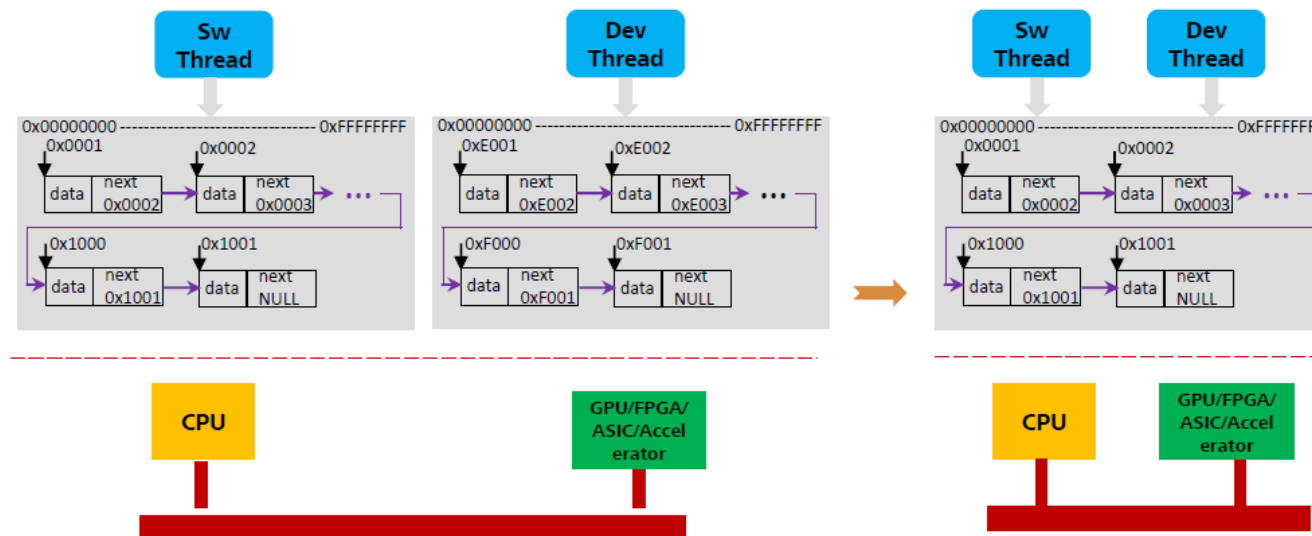 Sw
Thread
Dev
Thread
Sw
Thread
Dev
Thread
0x00000000 ---------------------------------- 0xFFFFFFFF
0x0001
0x0002
data
next
0x0002
data
next
0x0003
...
0x1000
0x1001
data
next
0x1001
data
next
NULL
0x00000000 ---------------------------------- 0xFFFFFFFF
0xE001
0xE002
data
next
0xE002
data
next
0xE003
...
0xF000
0xF001
data
next
0xF001
data
next
NULL
0x00000000 ---------------------------------- 0xFFFFFFF
0x0001
0x0002
data
next
0x0002
data
next
0x0003
...
0x1000
0x1001
data
next
0x1001
data
next
NULL
CPU
GPU/FPGA/
ASIC/Accel
erator
CPU
GPU/FPGA/
ASIC/Accel
erator